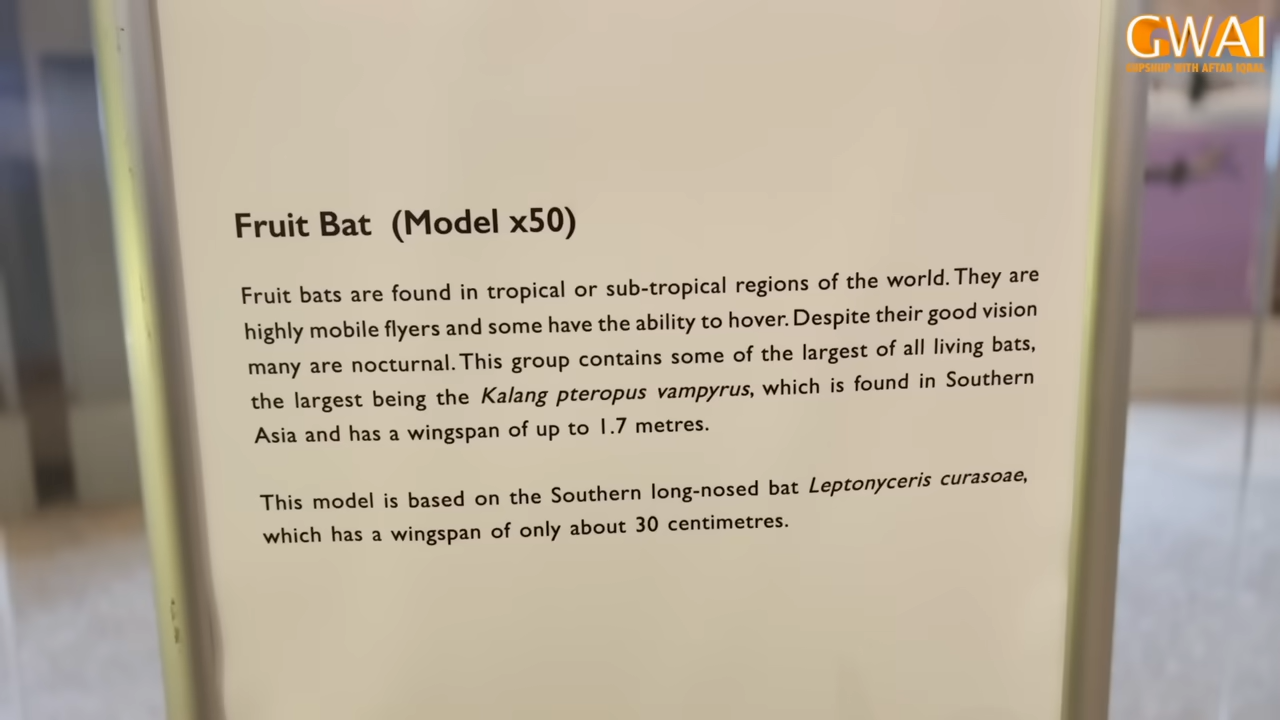 GWAI
Fruit Bat (Model x50)
Fruit bats are found in tropical or sub-tropical regions of the world. They are
highly mobile flyers and some have the ability to hover. Despite their good vision
many are nocturnal. This group contains some of the largest of all living bats,
the largest being the Kalang pteropus vampyrus, which is found in Southern
Asia and has a wingspan of up to 1.7 metres.
This model is based on the Southern long-nosed bat Leptonyceris curasoae,
which has a wingspan of only about 30 centimetres.